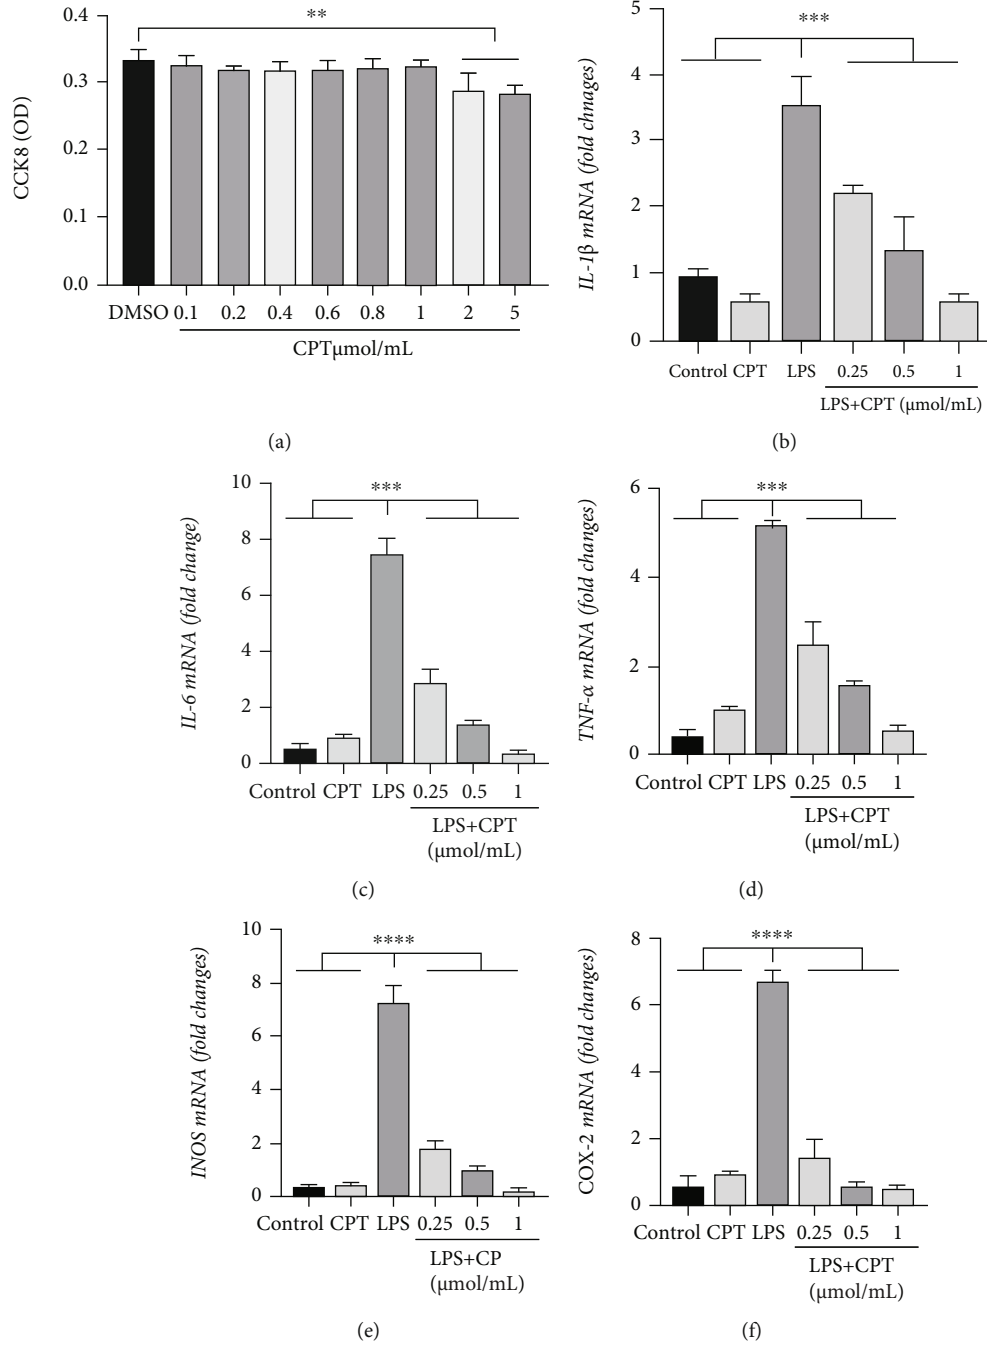 **
0.4
0.3
0.2
0.1
0.0
CCK8 (OD)
DMSO 0.1 0.2 0.4 0.6 0.8 1 2 5
CPTμmol/mL
(a)
***
5
4
3
2
1
0
IL-1β mRNA (fold chnages)
Control CPT LPS 0.25 0.5 1
LPS+CPT (μmol/mL)
(b)
***
10
8
6
4
2
0
IL-6 mRNA (fold change)
Control CPT LPS 0.25 0.5 1
LPS+CPT
(μmol/mL)
(c)
***
6
4
2
0
TNF-α mRNA (fold changes)
Control CPT LPS 0.25 0.5 1
LPS+CPT
(μmol/mL)
(d)
****
10
8
6
4
2
0
INOS mRNA (fold changes)
Control CPT LPS 0.25 0.5 1
LPS+CP
(μmol/mL)
(e)
****
8
6
4
2
0
COX-2 mRNA (fold changes)
Control CPT LPS 0.25 0.5 1
LPS+CPT
(μmol/mL)
(f)